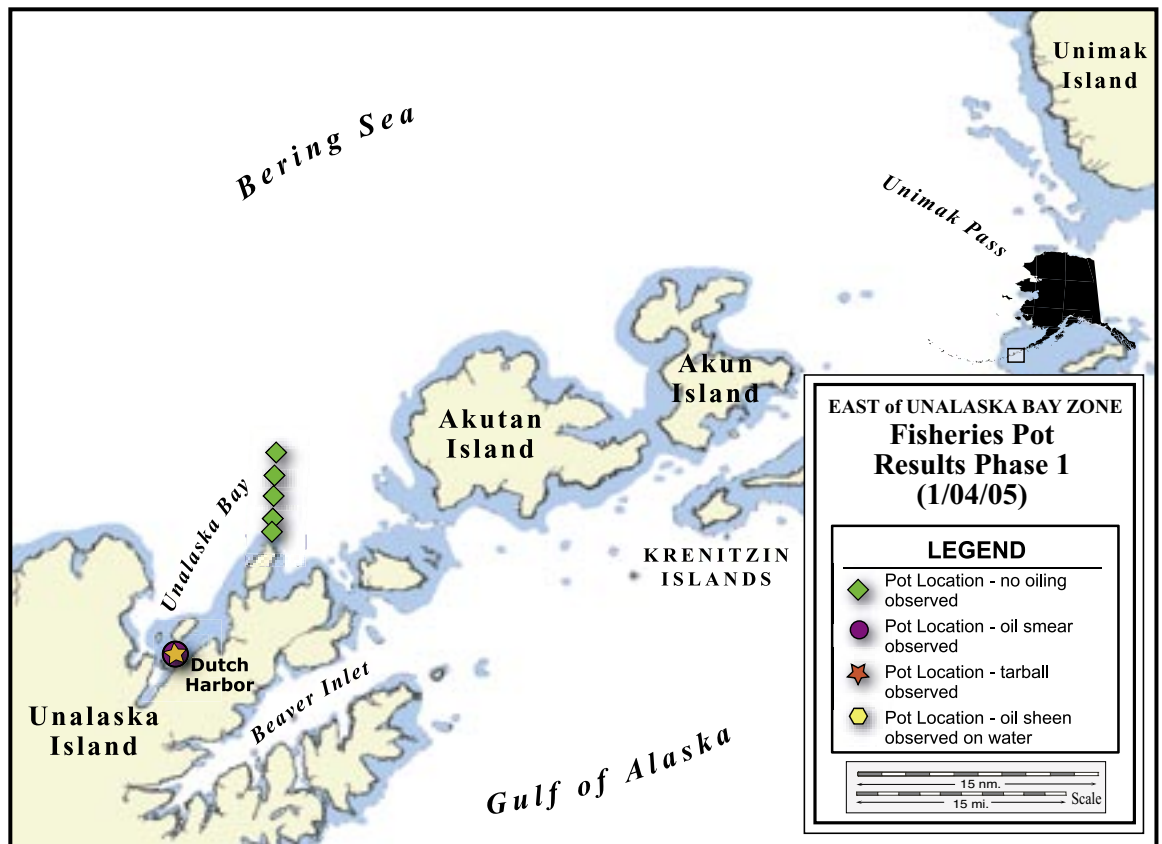 Unimak
Island
Bering Sea
Unimak Pass
Akun
Island
Akutan
Island
Unalaska Bay
KRENITZIN
ISLANDS
Dutch
Harbor
Beaver Inlet
Unalaska
Island
Gulf of Alaska
EAST of UNALASKA BAY ZONE
Fisheries Pot
Results Phase 1
(1/04/05)
LEGEND
Pot Location - no oiling
observed
Pot Location - oil smear
observed
Pot Location - tarball
observed
Pot Location - oil sheen
observed on water
15 nm.
15 mi. Scale